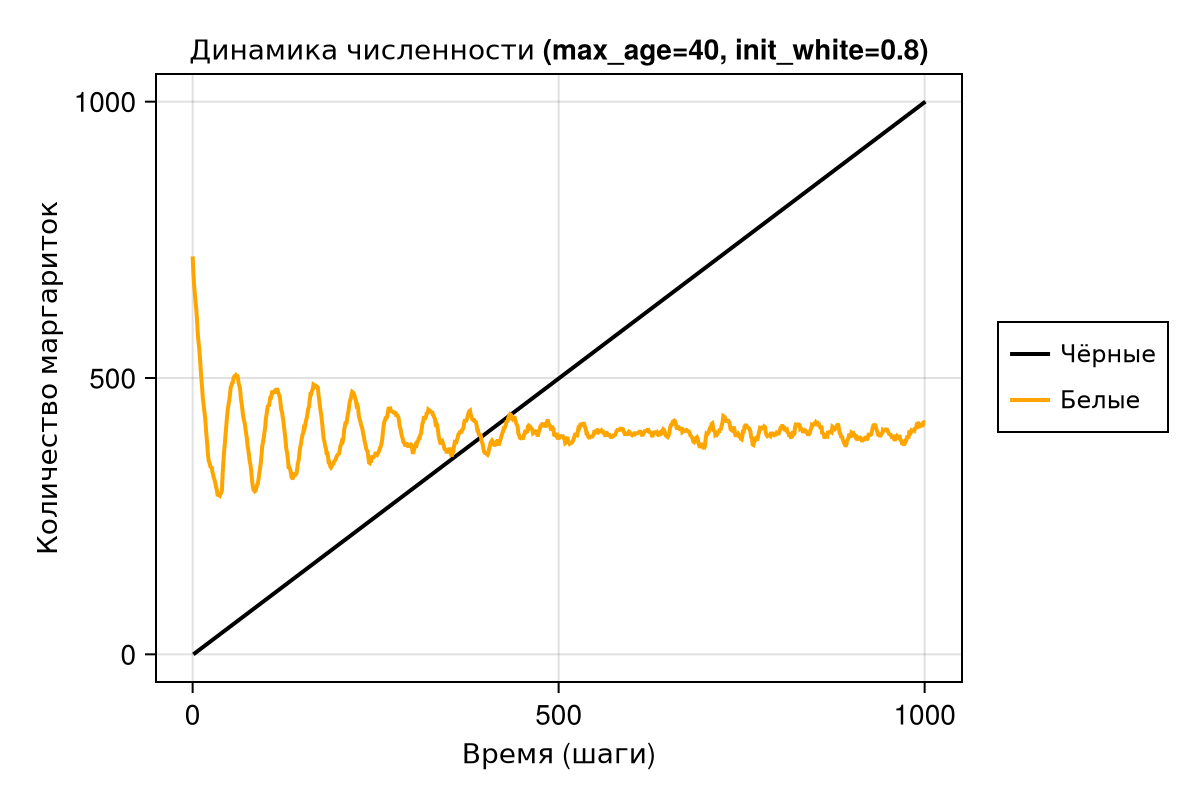 Динамика численности (max_age=40, init_white=0.8)
Количество маргариток
1000
500
0
0
500
1000
Время (шаги)
Чёрные
Белые